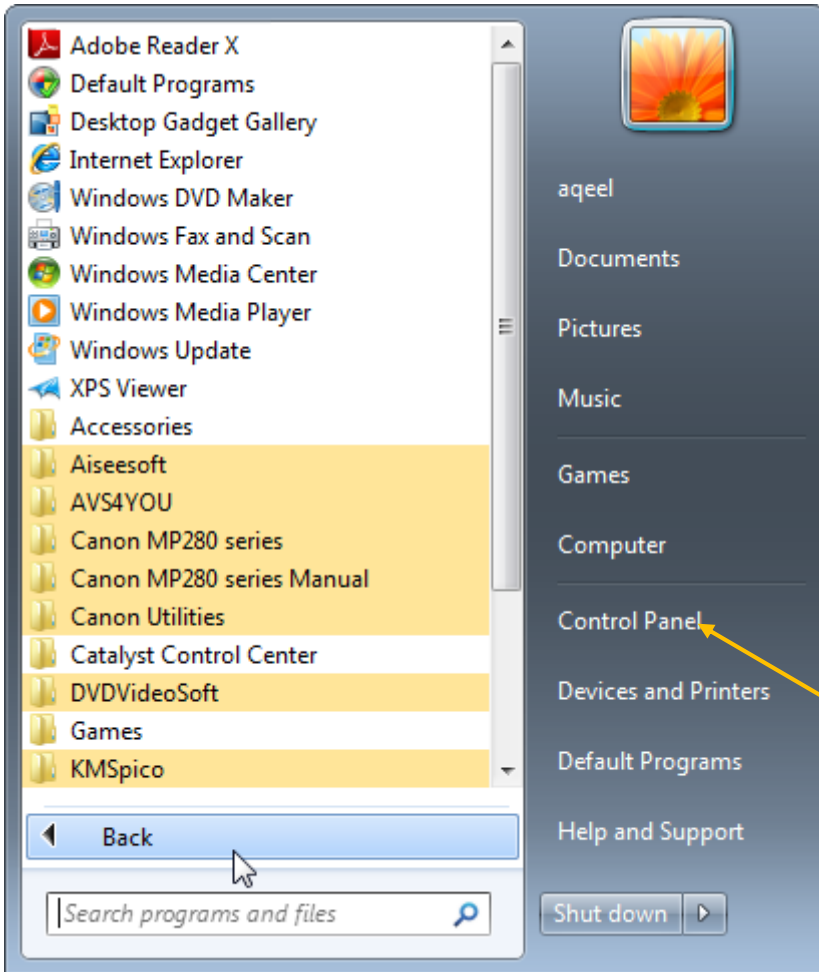 Adobe Reader X
Default Programs
Desktop Gadget Gallery
Internet Explorer
Windows DVD Maker
Windows Fax and Scan
Windows Media Center
Windows Media Player
Windows Update
XPS Viewer
Accessories
Aiseesoft
AVS4YOU
Canon MP280 series
Canon MP280 series Manual
Canon Utilities
Catalyst Control Center
DVDVideoSoft
Games
KMSpico
Back
Search programs and files
aqeel
Documents
Pictures
Music
Games
Computer
Control Panel
Devices and Printers
Default Programs
Help and Support
Shut down